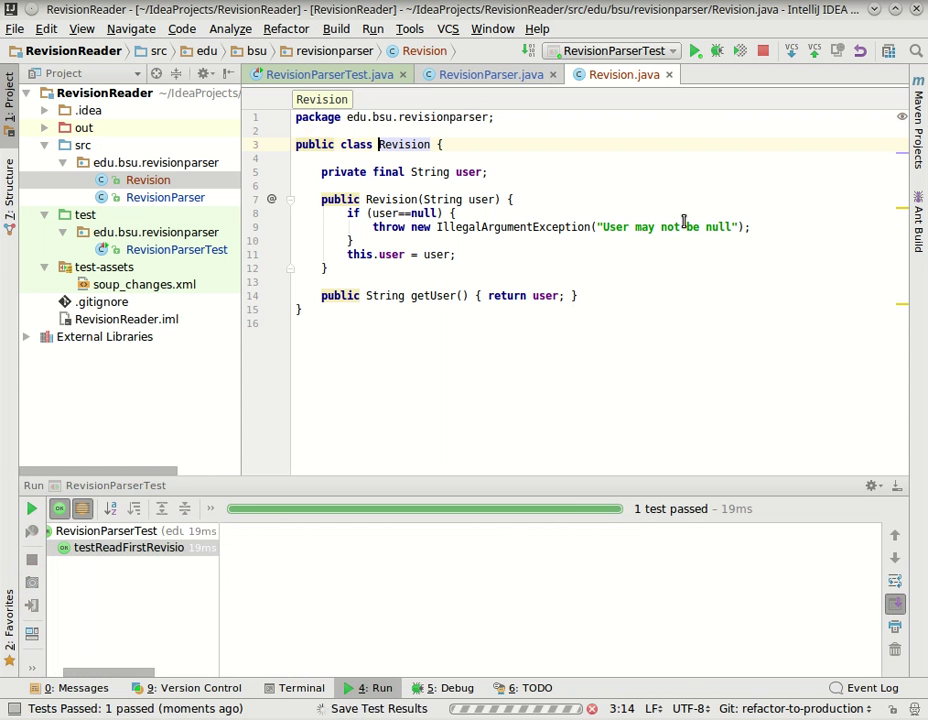 RevisionReader - [~/IdeaProjects/RevisionReader] - [RevisionReader] - ~/IdeaProjects/RevisionReader/src/edu/bsu/revisionparser/Revision.java - IntelliJ IDEA ...
File Edit View Navigate Code Analyze Refactor Build Run Tools VCS Window Help
RevisionReader src edu bsu revisionparser Revision RevisionParserTest VCS VCS
Project RevisionParserTest.java RevisionParser.java Revision.java
RevisionReader ~/IdeaProjects/
.idea
out
src
edu.bsu.revisionparser
Revision
RevisionParser
test
edu.bsu.revisionparser
RevisionParserTest
test-assets
soup_changes.xml
.gitignore
RevisionReader.iml
External Libraries
1: Project
7: Structure
2: Favorites
Revision
1 package edu.bsu.revisionparser;
2
3 public class Revision {
4
5 private final String user;
6
7 @ public Revision(String user) {
8 if (user==null) {
9 throw new IllegalArgumentException("User may not be null");
10 }
11 this.user = user;
12 }
13
14 public String getUser() { return user; }
15 }
16
Maven Projects
Ant Build
Run RevisionParserTest
1 test passed – 19ms
RevisionParserTest (edu 19ms
testReadFirstRevisio 19ms
0: Messages 9: Version Control Terminal 4: Run 5: Debug 6: TODO Event Log
Tests Passed: 1 passed (moments ago) Save Test Results 3:14 LF UTF-8 Git: refactor-to-production